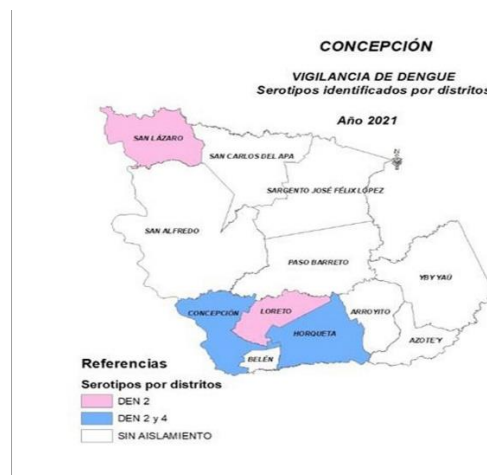 CONCEPCIÓN
VIGILANCIA DE DENGUE
Serotipos identificados por distritos
Año 2021
SAN LÁZARO
SAN CARLOS DEL APA
SARGENTO JOSÉ FÉLIX LÓPEZ
SAN ALFREDO
PASO BARRETO
YBY YAÚ
CONCEPCIÓN
LORETO
ARROYITO
HORQUETA
AZOTE'Y
BELÉN
Referencias
Serotipos por distritos
DEN 2
DEN 2 y 4
SIN AISLAMIENTO